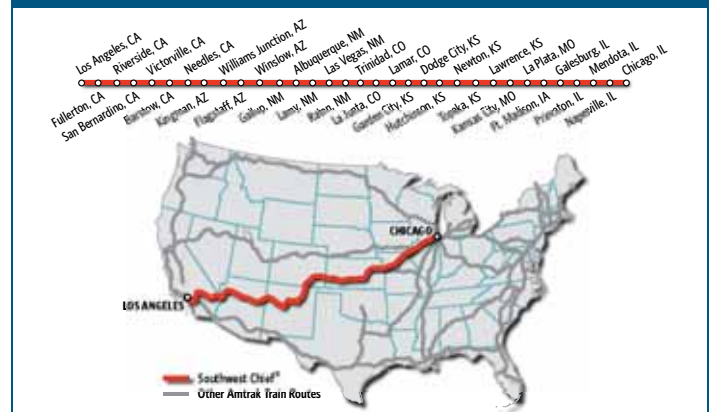 Los Angeles, CA
Riverside, CA
Victorville, CA
Needles, CA
Williams Junction, AZ
Winslow, AZ
Albuquerque, NM
Las Vegas, NM
Trinidad, CO
Lamar, CO
Dodge City, KS
Newton, KS
Lawrence, KS
La Plata, MO
Galesburg, IL
Mendota, IL
Chicago, IL
Fullerton, CA
San Bernardino, CA
Barstow, CA
Kingman, AZ
Flagstaff, AZ
Gallup, NM
Lamy, NM
Raton, NM
La Junta, CO
Garden City, KS
Hutchinson, KS
Topeka, KS
Kansas City, MO
Ft. Madison, IA
Princeton, IL
Naperville, IL
CHICAGO
LOS ANGELES
Southwest Chief®
Other Amtrak Train Routes